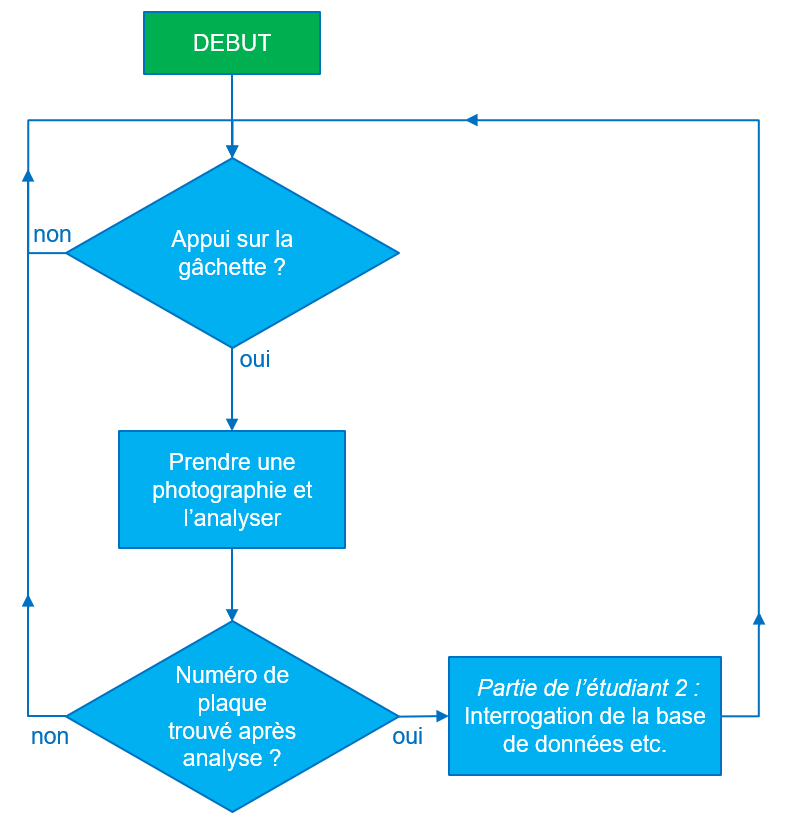 DEBUT
non
Appui sur la
gâchette ?
oui
Prendre une
photographie et
l’analyser
Numéro de
plaque
trouvé après
analyse ?
non
oui
Partie de l’étudiant 2 :
Interrogation de la base
de données etc.